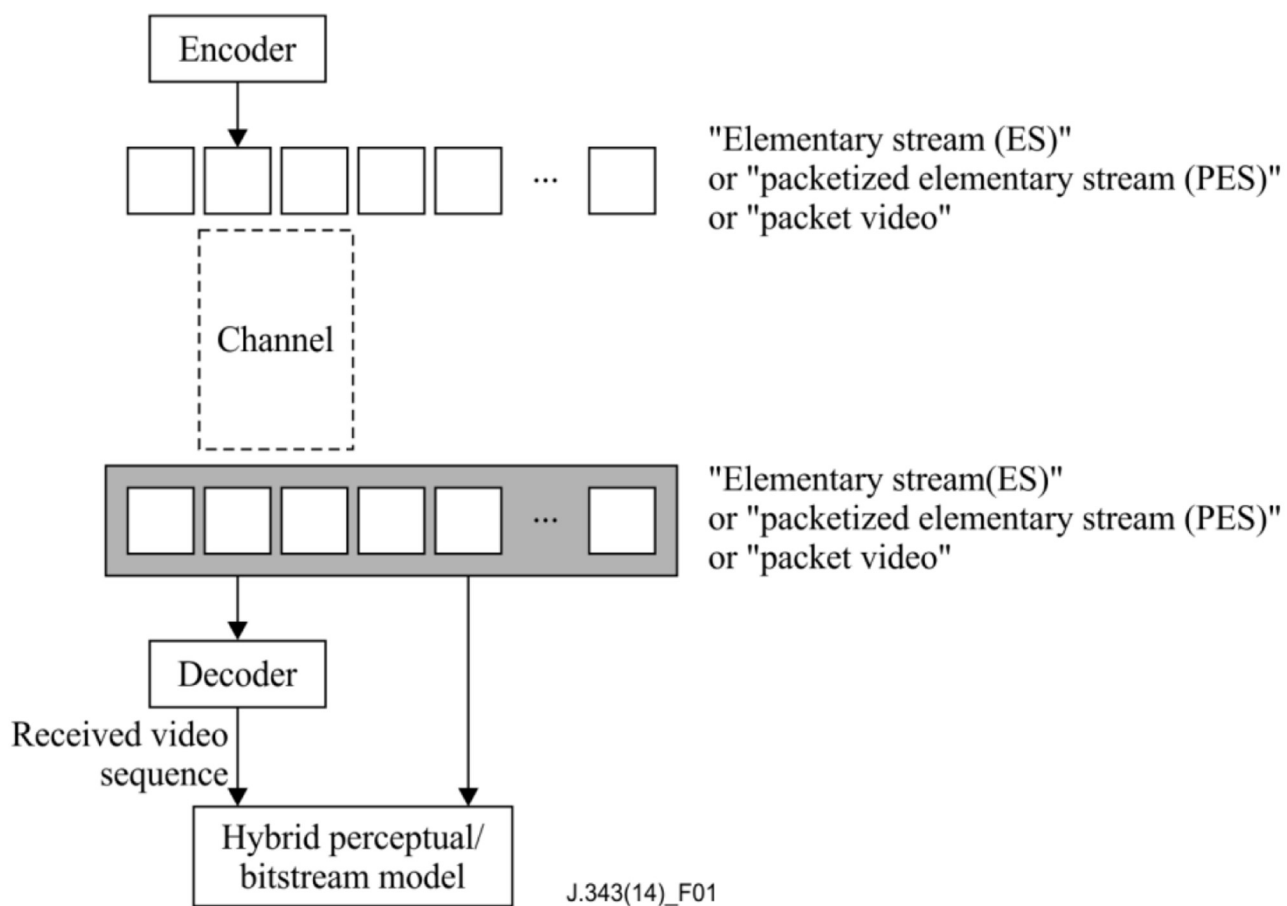 Encoder
"Elementary stream (ES)"
or "packetized elementary stream (PES)"
or "packet video"
...
Channel
"Elementary stream(ES)"
or "packetized elementary stream (PES)"
or "packet video"
...
Decoder
Received video
sequence
Hybrid perceptual/
bitstream model
J.343(14)_F01